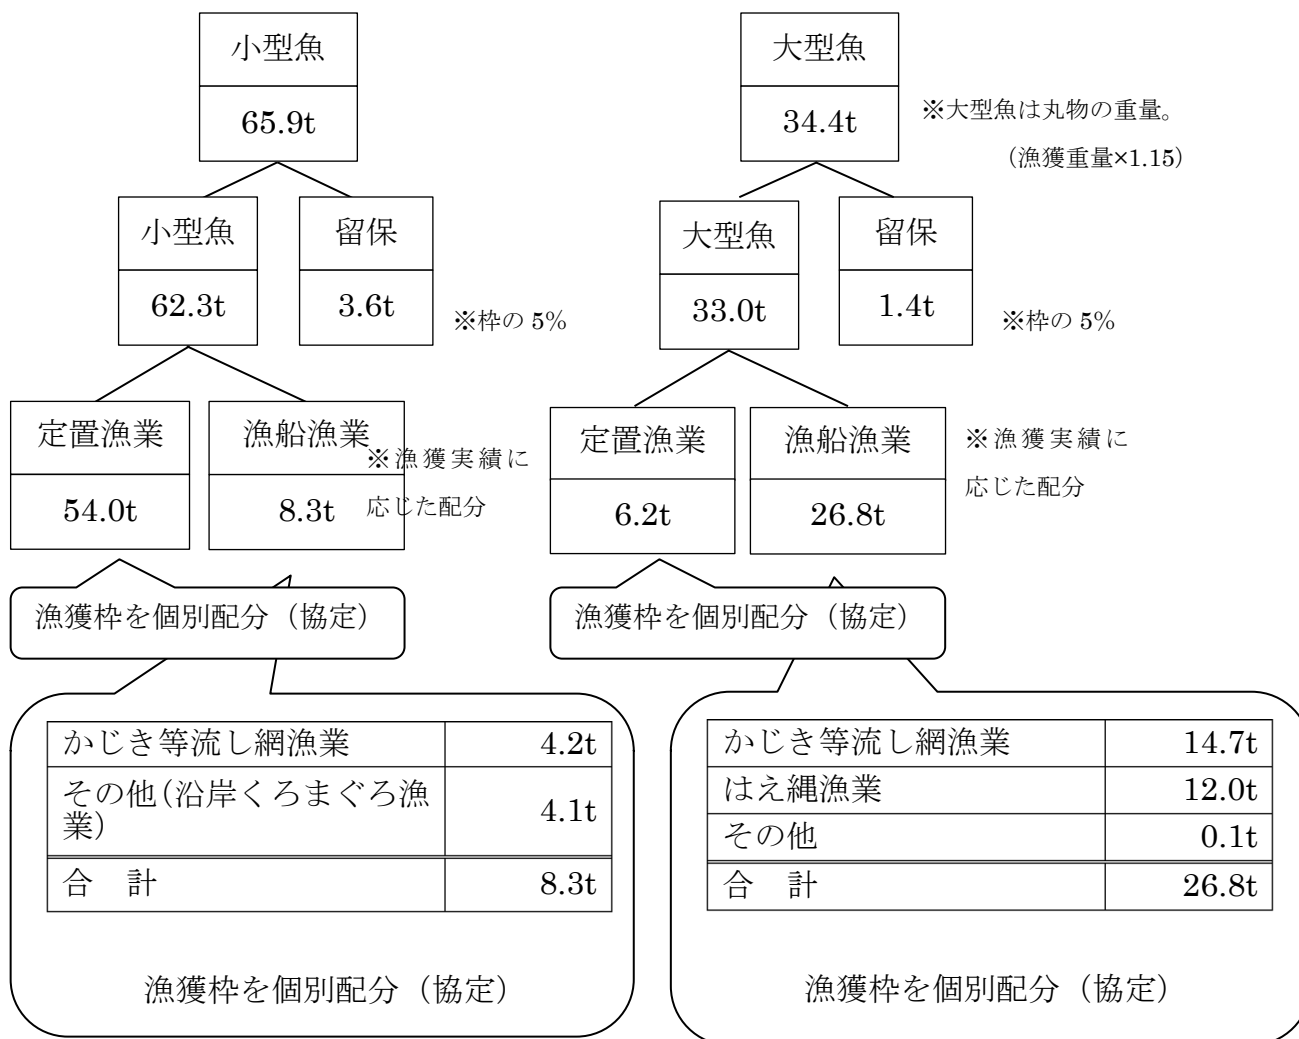 小型魚
65.9t
小型魚
62.3t
留保
3.6t
※枠の 5%
定置漁業
54.0t
漁船漁業
8.3t
※漁獲実績に
応じた配分
漁獲枠を個別配分（協定）
かじき等流し網漁業 4.2t
その他（沿岸くろまぐろ漁
業） 4.1t
合　計 8.3t
漁獲枠を個別配分（協定）
大型魚
34.4t
※大型魚は丸物の重量。
（漁獲重量×1.15）
大型魚
33.0t
留保
1.4t
※枠の 5%
定置漁業
6.2t
漁船漁業
26.8t
※漁獲実績に
応じた配分
漁獲枠を個別配分（協定）
かじき等流し網漁業 14.7t
はえ縄漁業 12.0t
その他 0.1t
合　計 26.8t
漁獲枠を個別配分（協定）